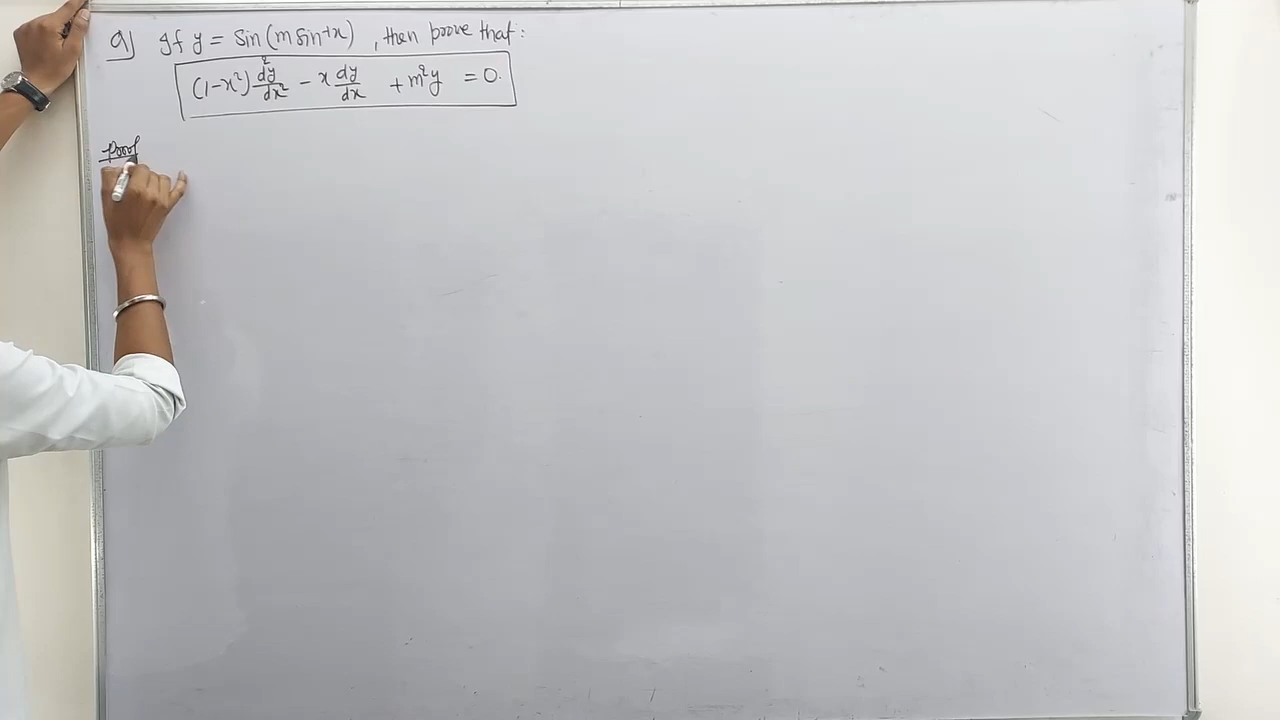 Q) If y = Sin(m Sin⁻¹x) , then prove that:
(1-x²) d²y/dx² - x dy/dx + m²y = 0.
Proof